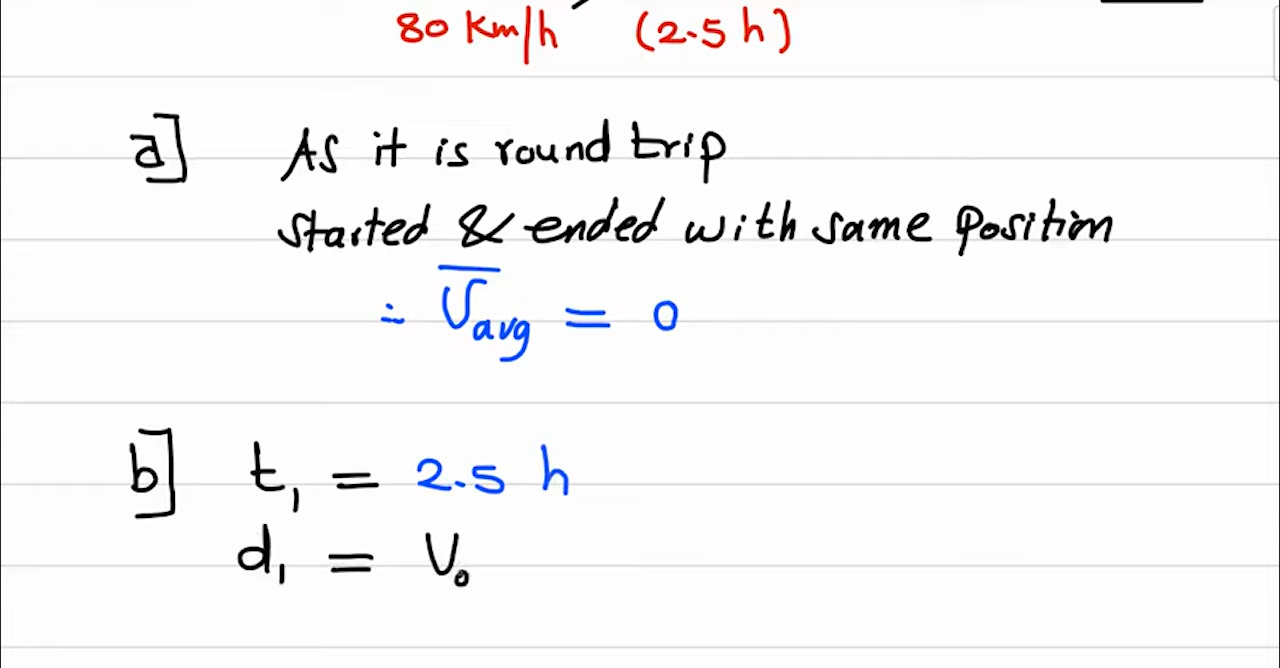 80 Km/h (2.5 h)
a] As it is round trip
started & ended with same position
∴ V̅avg = 0
b] t₁ = 2.5 h
d₁ = V₀